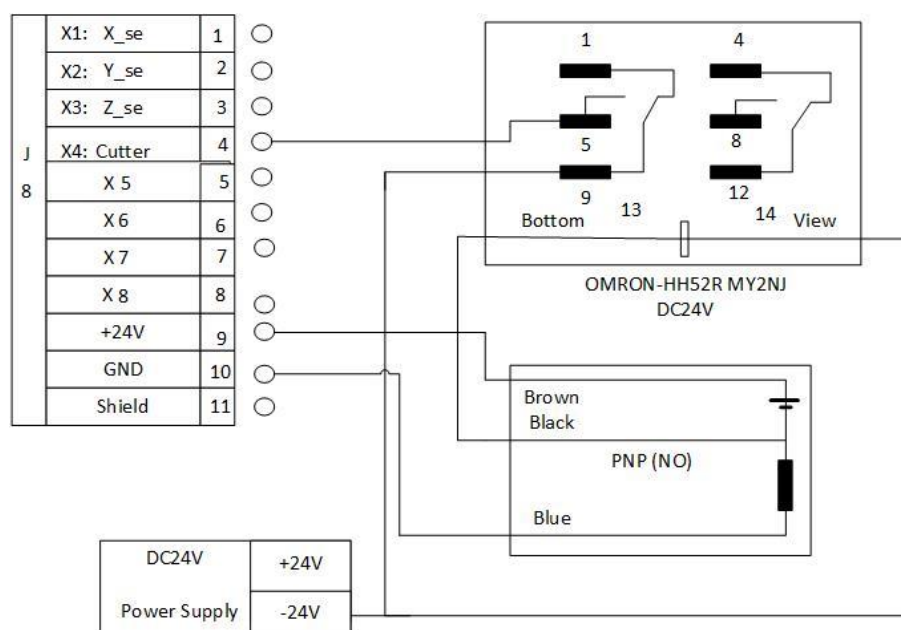 J
8
X1: X_se 1
X2: Y_se 2
X3: Z_se 3
X4: Cutter 4
X 5 5
X 6 6
X 7 7
X 8 8
+24V 9
GND 10
Shield 11
1 4
5 8
9 12
13 14
Bottom View
OMRON-HH52R MY2NJ
DC24V
Brown
Black
PNP (NO)
Blue
DC24V +24V
Power Supply -24V